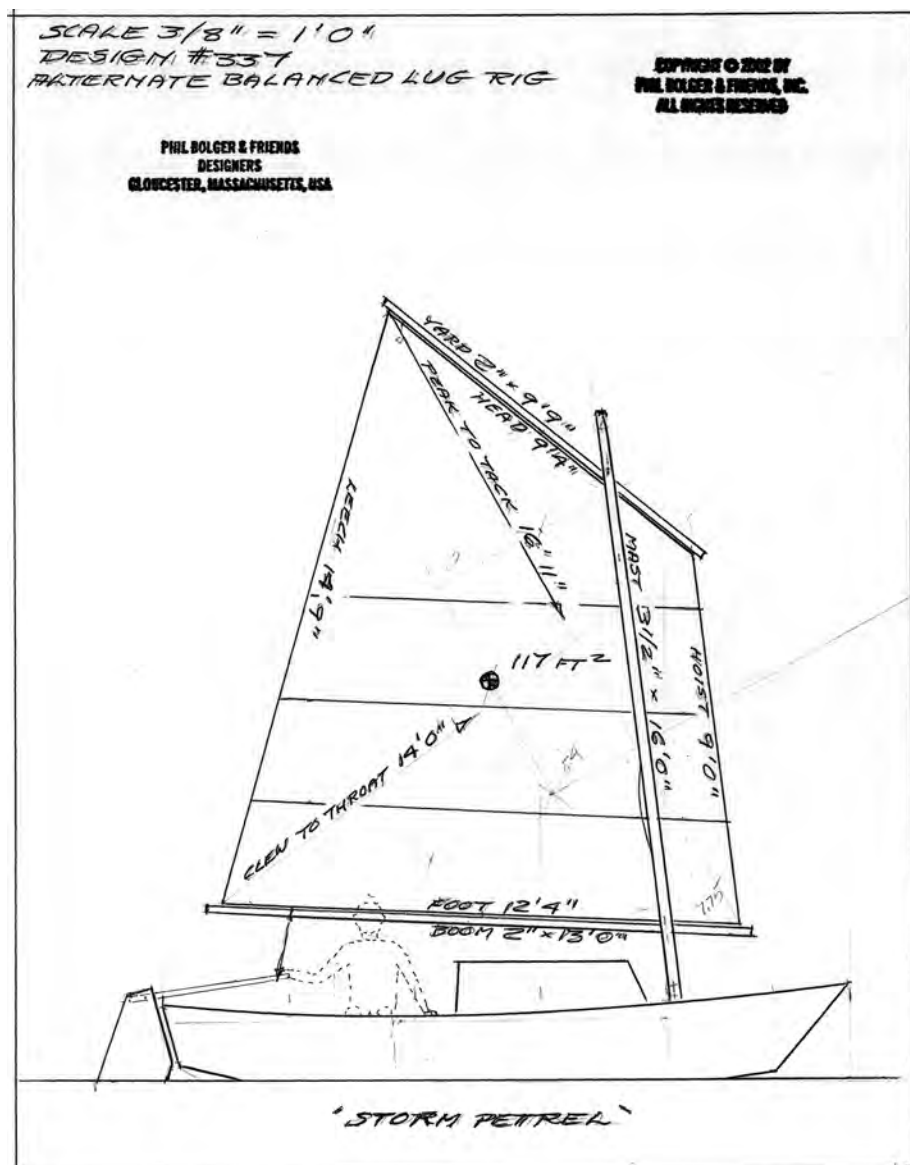 SCALE 3/8" = 1'0"
DESIGN #337
ALTERNATE BALANCED LUG RIG
COPYRIGHT © 2002 BY
PHIL BOLGER & FRIENDS, INC.
ALL RIGHTS RESERVED
PHIL BOLGER & FRIENDS
DESIGNERS
GLOUCESTER, MASSACHUSETTS, USA
YARD 2" x 9'9"
HEAD 9'4"
PEAK TO TACK 16'11"
LEECH 14'9"
MAST 3 1/2" x 16'0"
HOIST 9'0"
117 FT²
CLEW TO THROAT 14'0"
FOOT 12'4"
BOOM 2" x 13'0"
"STORM PETREL"